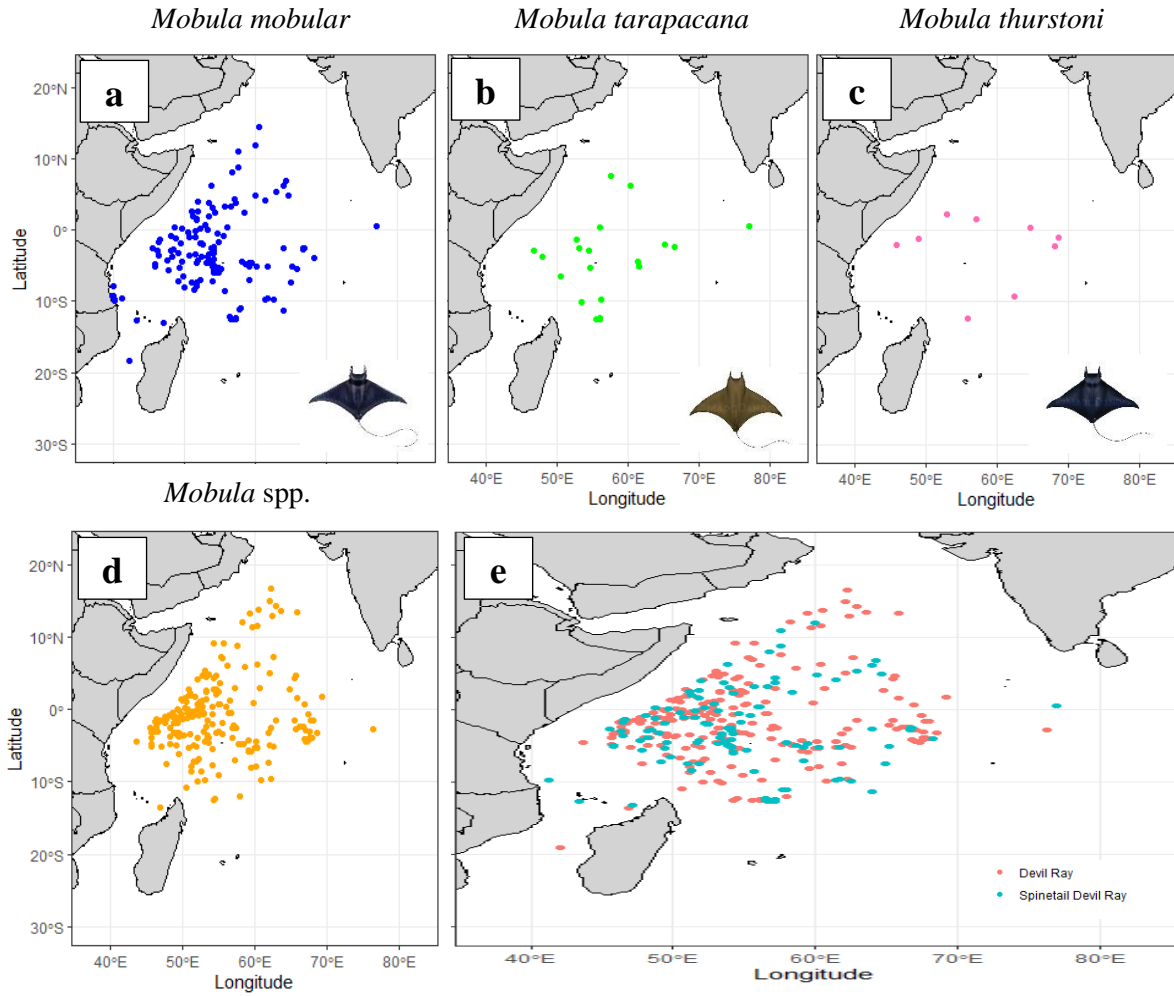 Mobula mobular
Mobula tarapacana
Mobula thurstoni
a
b
c
20°N
10°N
0°
10°S
20°S
30°S
Latitude
40°E 50°E 60°E 70°E 80°E
Longitude
40°E 50°E 60°E 70°E 80°E
Longitude
Mobula spp.
d
e
20°N
10°N
0°
10°S
20°S
30°S
Latitude
Devil Ray
Spinetail Devil Ray
40°E 50°E 60°E 70°E 80°E
Longitude
40°E 50°E 60°E 70°E 80°E
Longitude